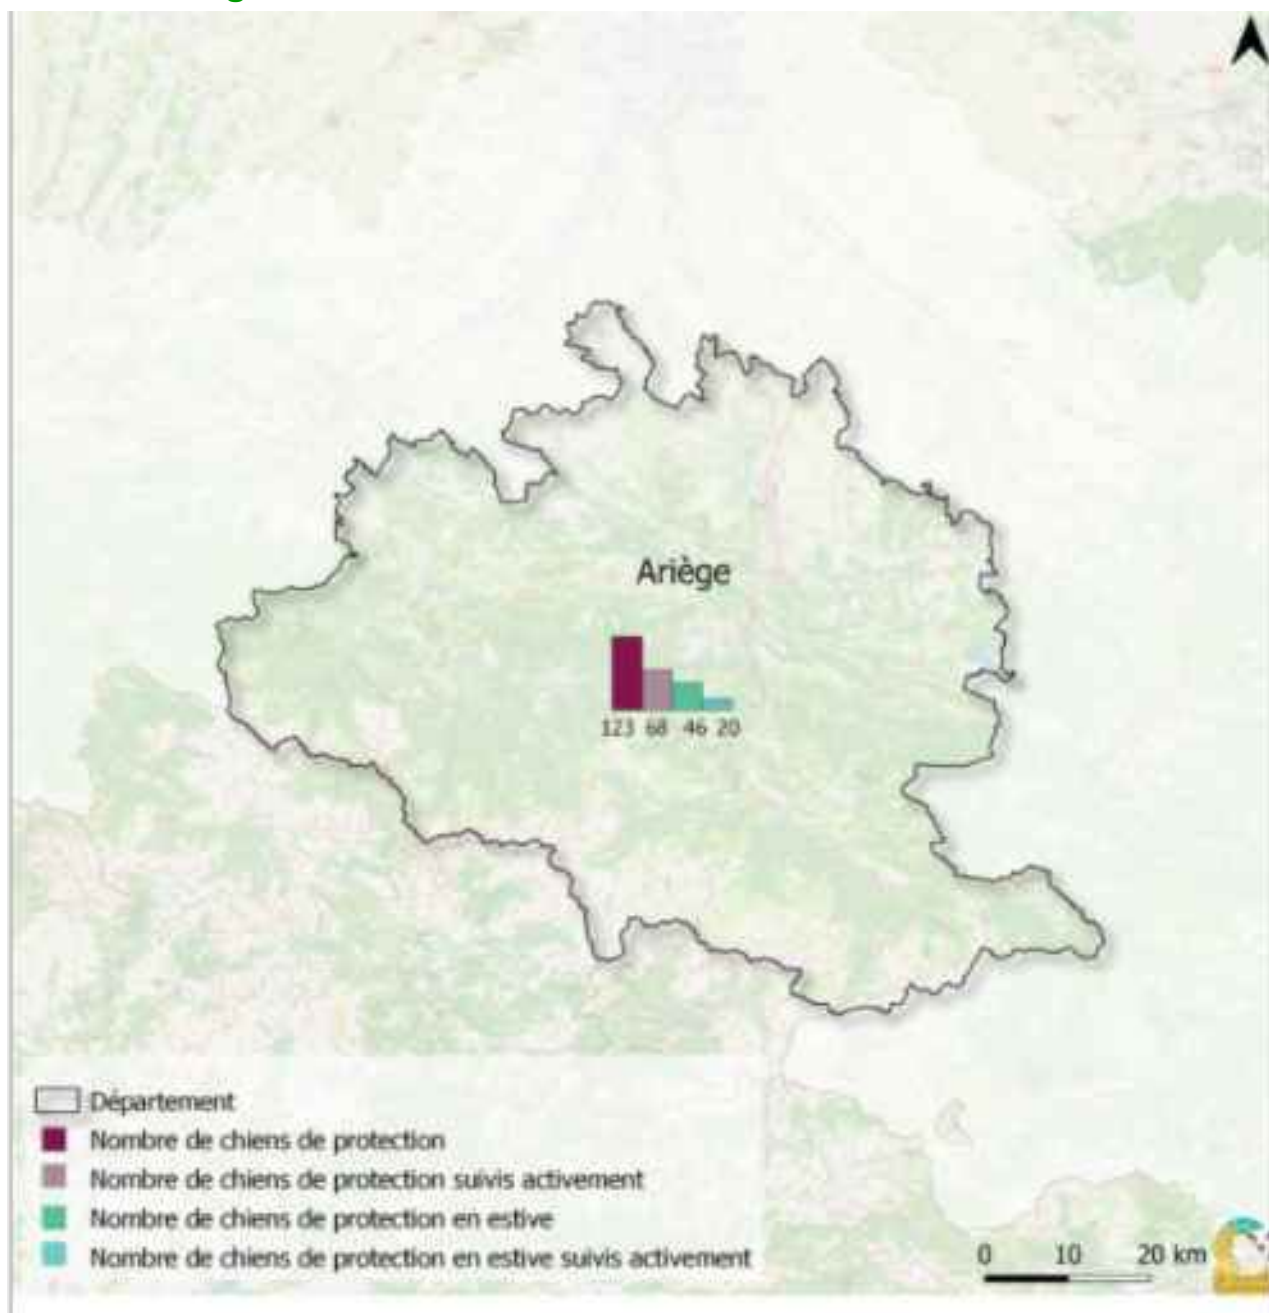 Ariège
123 68 46 20
Département
Nombre de chiens de protection
Nombre de chiens de protection suivis activement
Nombre de chiens de protection en estive
Nombre de chiens de protection en estive suivis activement
0 10 20 km